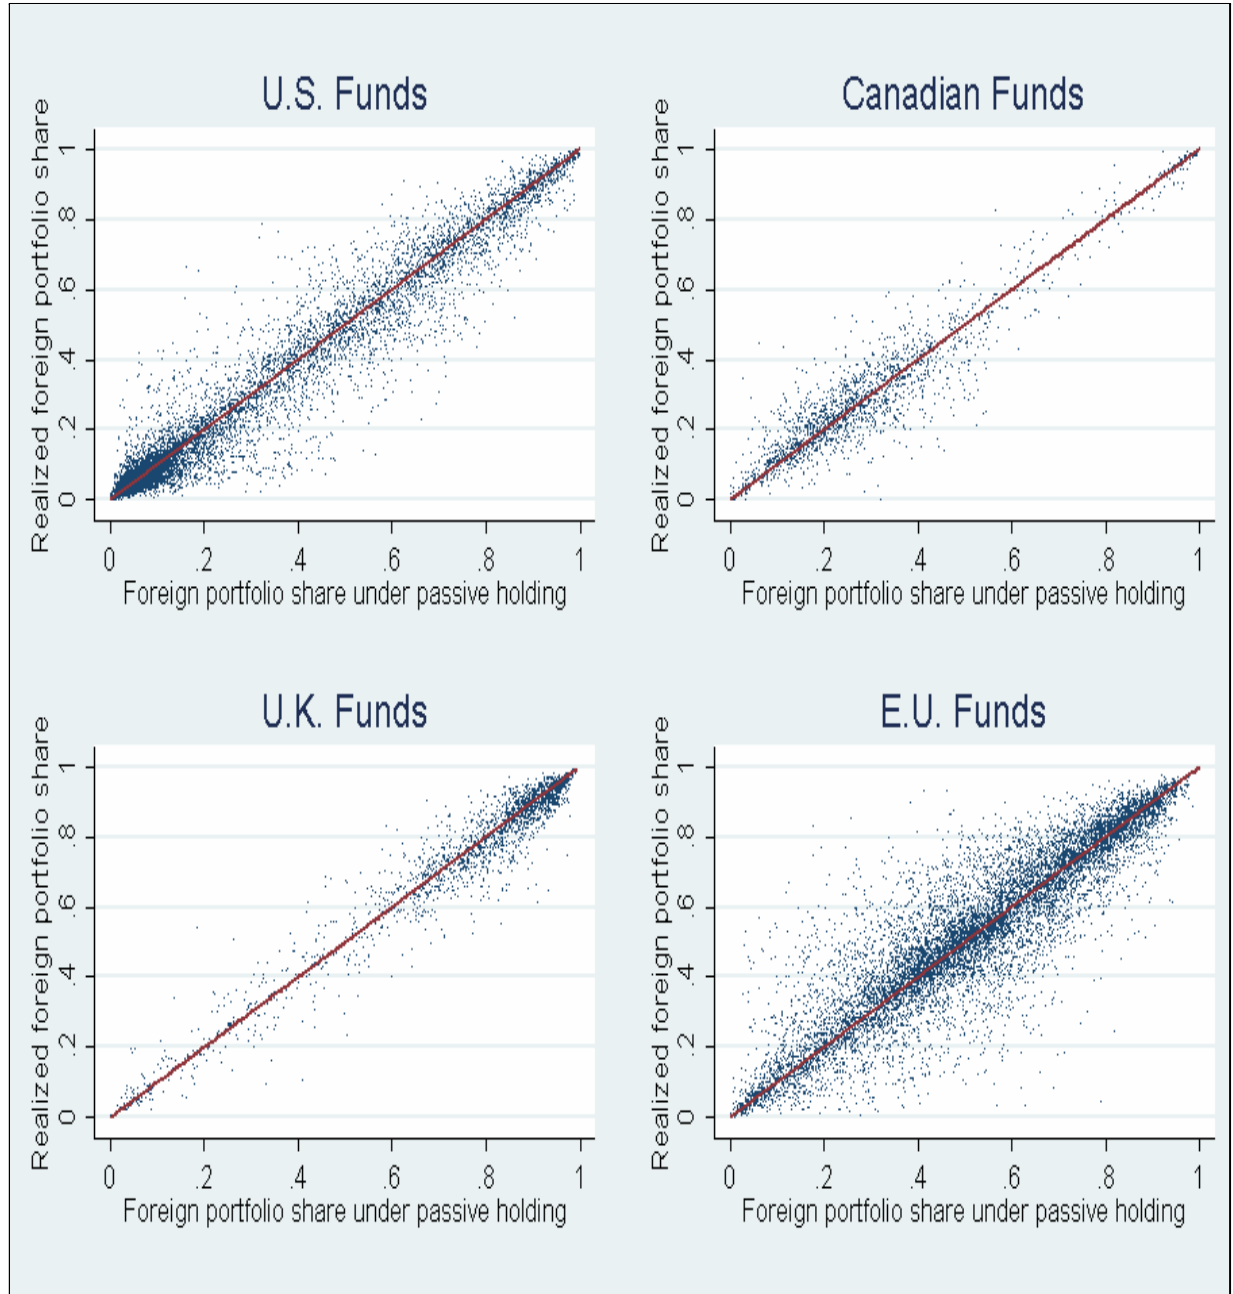 U.S. Funds
Realized foreign portfolio share
1
.8
.6
.4
.2
0
0 .2 .4 .6 .8 1
Foreign portfolio share under passive holding
Canadian Funds
Realized foreign portfolio share
1
.8
.6
.4
.2
0
0 .2 .4 .6 .8 1
Foreign portfolio share under passive holding
U.K. Funds
Realized foreign portfolio share
1
.8
.6
.4
.2
0
0 .2 .4 .6 .8 1
Foreign portfolio share under passive holding
E.U. Funds
Realized foreign portfolio share
1
.8
.6
.4
.2
0
0 .2 .4 .6 .8 1
Foreign portfolio share under passive holding